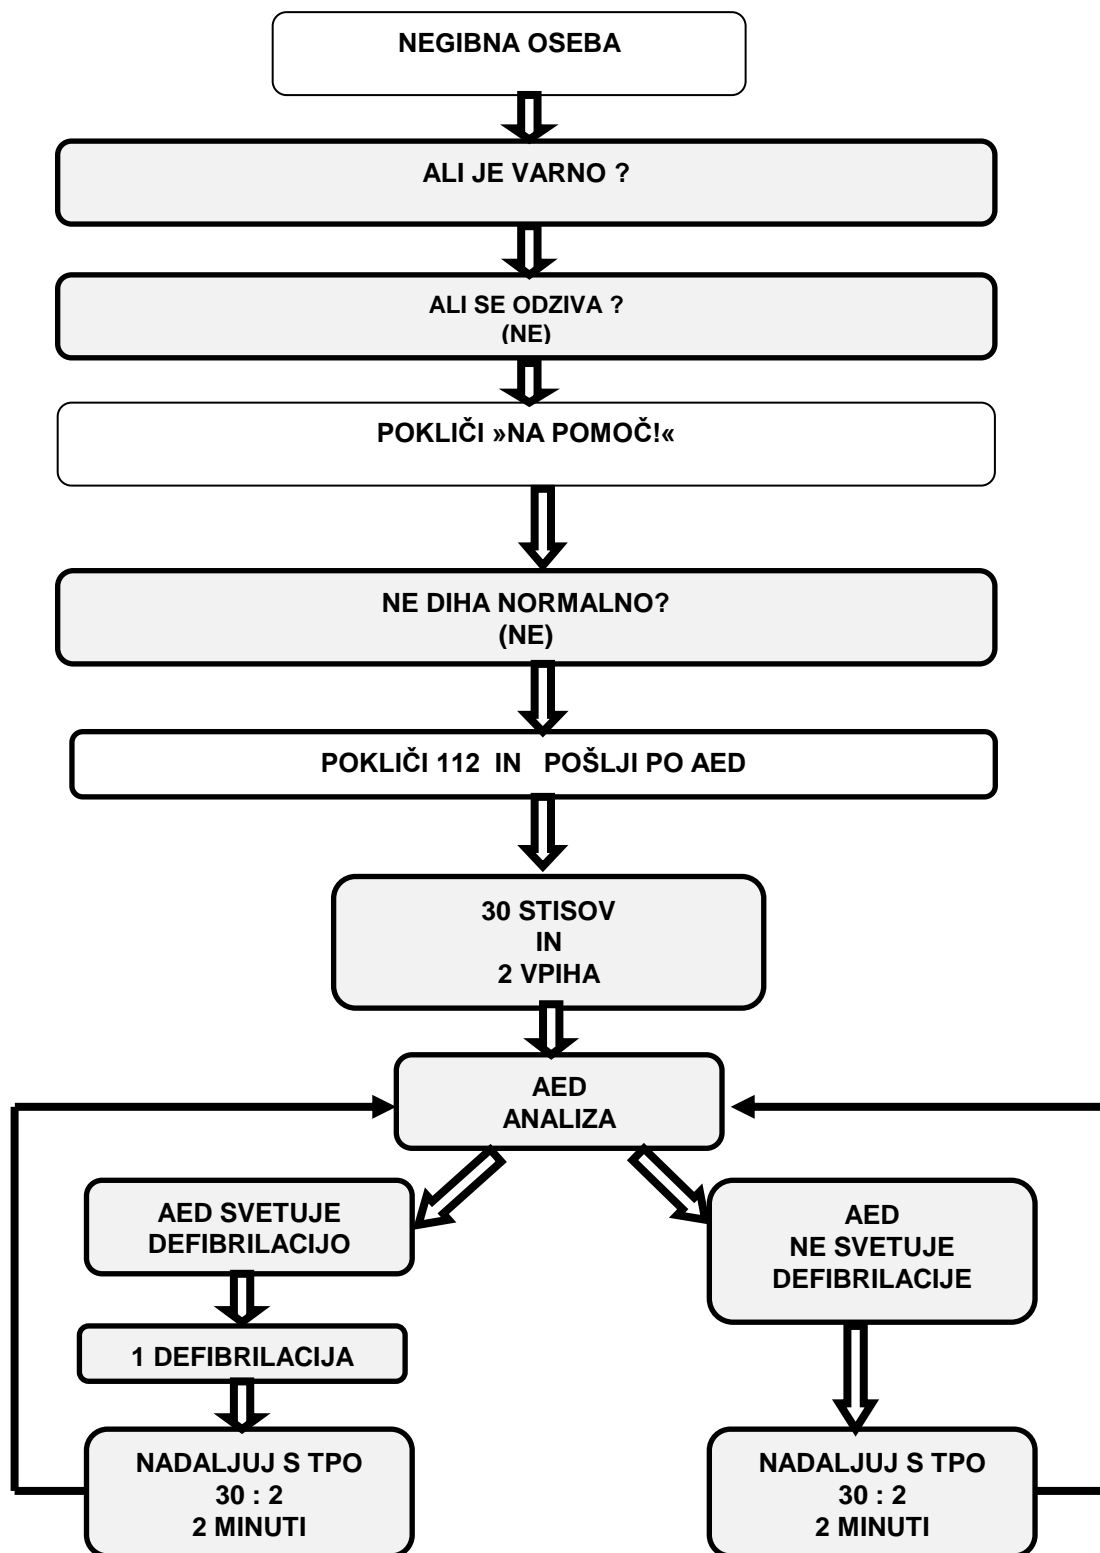 NEGIBNA OSEBA
ALI JE VARNO ?
ALI SE ODZIVA ?
(NE)
POKLIČI »NA POMOČ!«
NE DIHA NORMALNO?
(NE)
POKLIČI 112 IN POŠLJI PO AED
30 STISOV
IN
2 VPIHA
AED
ANALIZA
AED SVETUJE
DEFIBRILACIJO
1 DEFIBRILACIJA
NADALJUJ S TPO
30 : 2
2 MINUTI
AED
NE SVETUJE
DEFIBRILACIJE
NADALJUJ S TPO
30 : 2
2 MINUTI